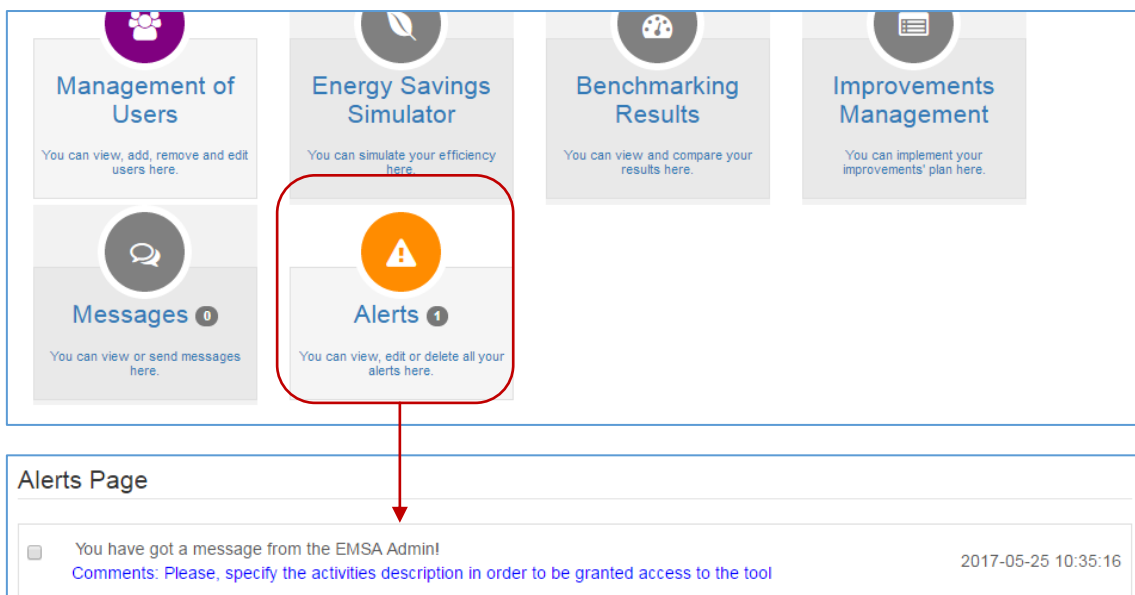 Management of
Users
You can view, add, remove and edit
users here.
Energy Savings
Simulator
You can simulate your efficiency
here.
Benchmarking
Results
You can view and compare your
results here.
Improvements
Management
You can implement your
improvements' plan here.
Messages 0
You can view or send messages
here.
Alerts 1
You can view, edit or delete all your
alerts here.
Alerts Page
You have got a message from the EMSA Admin!
Comments: Please, specify the activities description in order to be granted access to the tool
2017-05-25 10:35:16